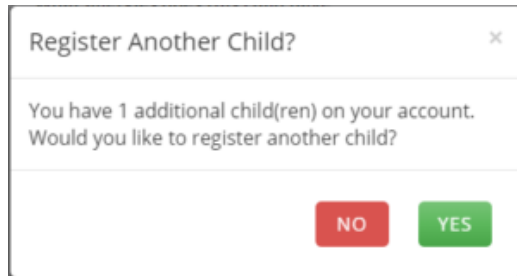 Register Another Child?
×
You have 1 additional child(ren) on your account.
Would you like to register another child?
NO
YES